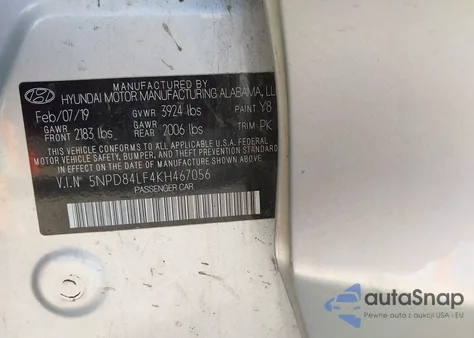 MANUFACTURED BY
HYUNDAI MOTOR MANUFACTURING ALABAMA, LL
Feb/07/19 GVWR 3924 lbs PAINT Y8
GAWR FRONT 2183 lbs GAWR REAR 2006 lbs TRIM: PK
THIS VEHICLE CONFORMS TO ALL APPLICABLE U.S. FEDERAL
MOTOR VEHICLE SAFETY, BUMPER, AND THEFT PREVENTION
STANDARDS IN EFFECT ON THE DATE OF MANUFACTURE SHOWN ABOVE.
V.I.N 5NPD84LF4KH467056
PASSENGER CAR
autoSnap
Pewne auta z aukcji USA i EU